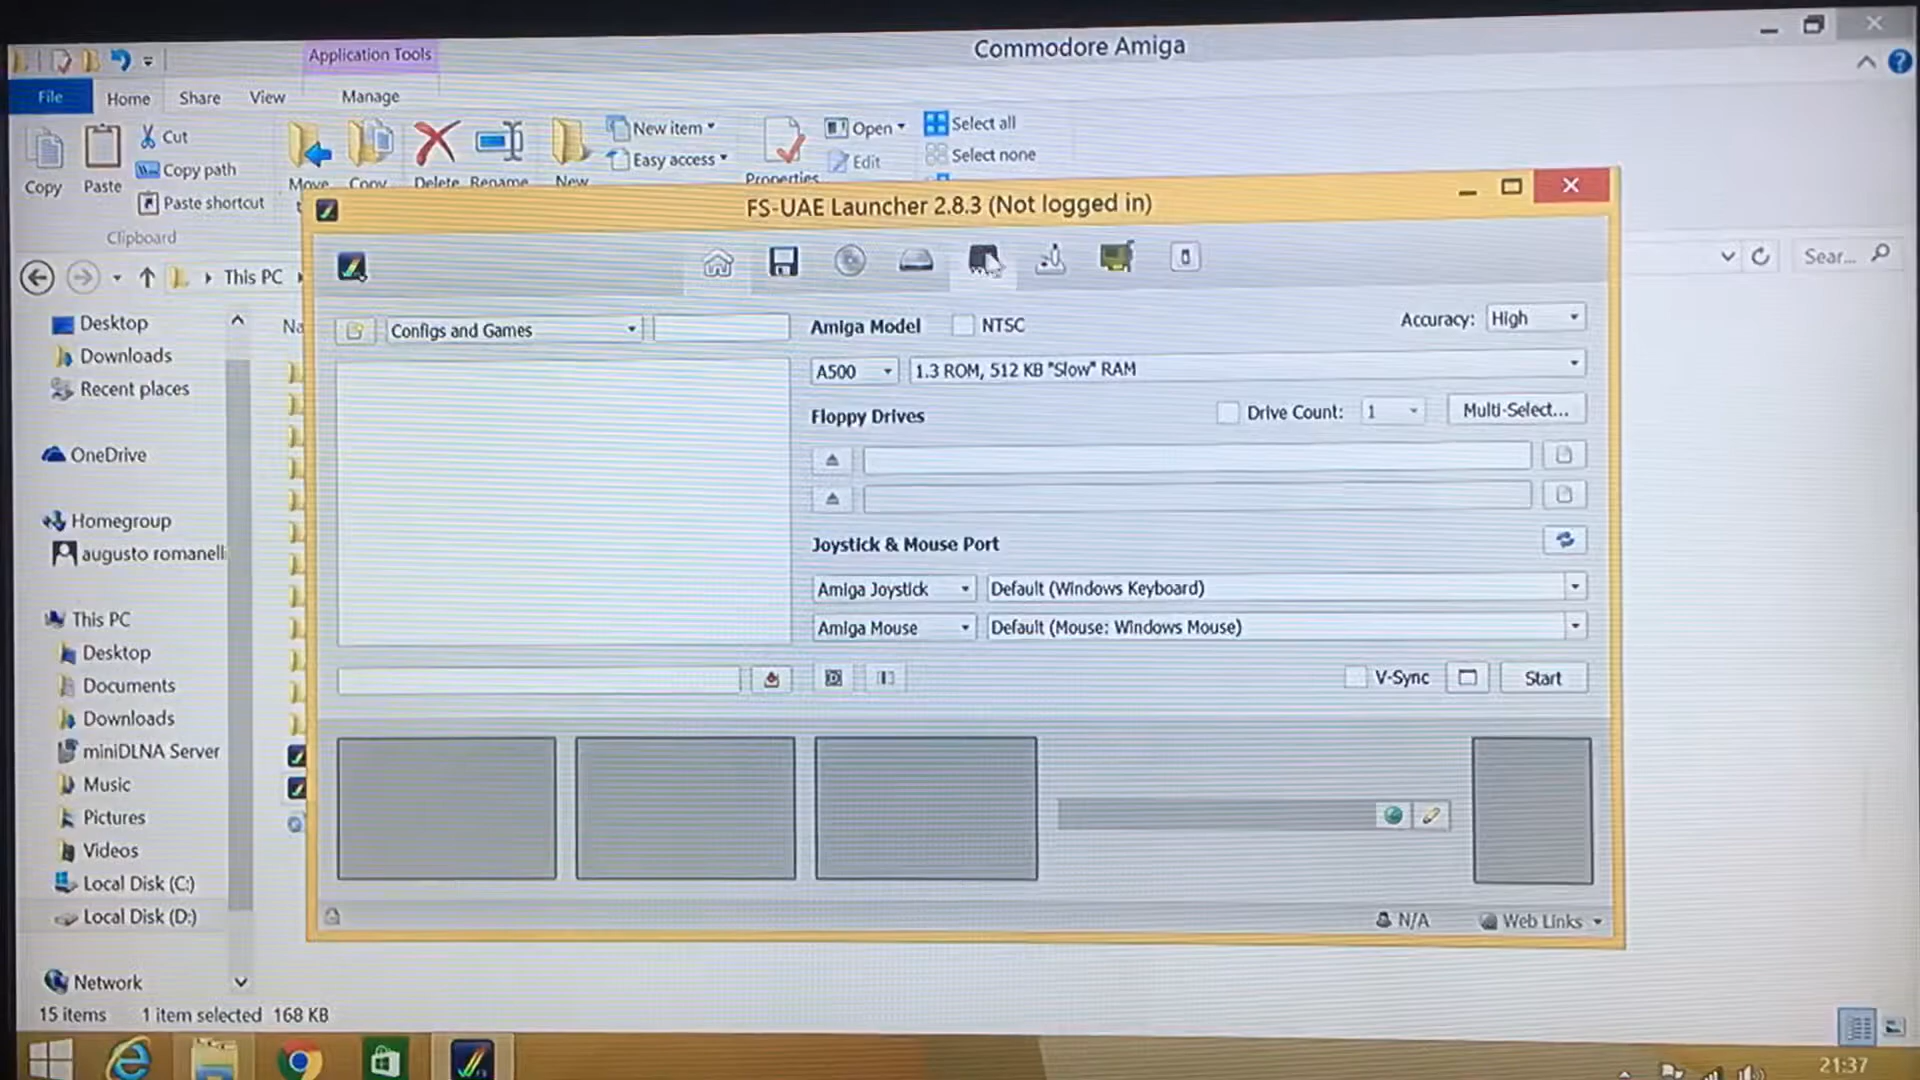 Application Tools
Commodore Amiga
File
Home
Share
View
Manage
Copy
Paste
Cut
Copy path
Paste shortcut
Clipboard
Move
Copy
Delete
Rename
New
New item
Easy access
Properties
Open
Edit
Select all
Select none
This PC
Sear...
Desktop
Downloads
Recent places
OneDrive
Homegroup
augusto romanelli
This PC
Desktop
Documents
Downloads
miniDLNA Server
Music
Pictures
Videos
Local Disk (C:)
Local Disk (D:)
Network
15 items 1 item selected 168 KB
Na
FS-UAE Launcher 2.8.3 (Not logged in)
Configs and Games
Amiga Model
NTSC
Accuracy: High
A500
1.3 ROM, 512 KB "Slow" RAM
Floppy Drives
Drive Count: 1
Multi-Select...
Joystick & Mouse Port
Amiga Joystick
Default (Windows Keyboard)
Amiga Mouse
Default (Mouse: Windows Mouse)
V-Sync
Start
N/A
Web Links
21:37